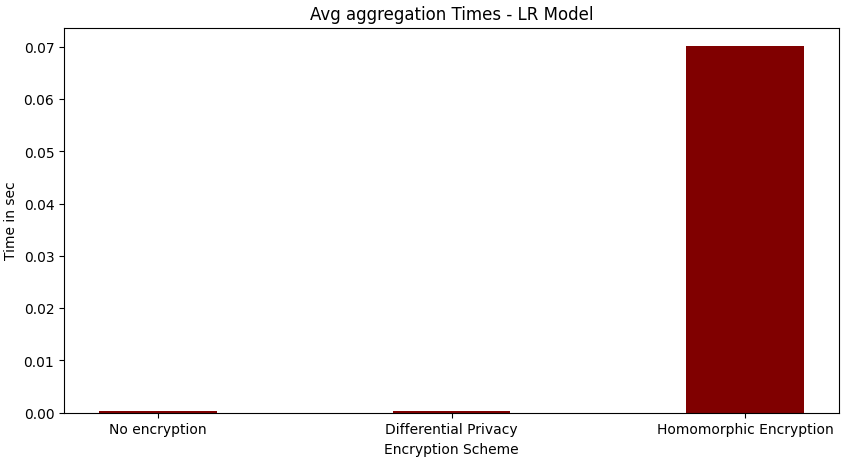 Avg aggregation Times - LR Model
0.07
0.06
0.05
0.04
0.03
0.02
0.01
0.00
Time in sec
No encryption Differential Privacy Homomorphic Encryption
Encryption Scheme